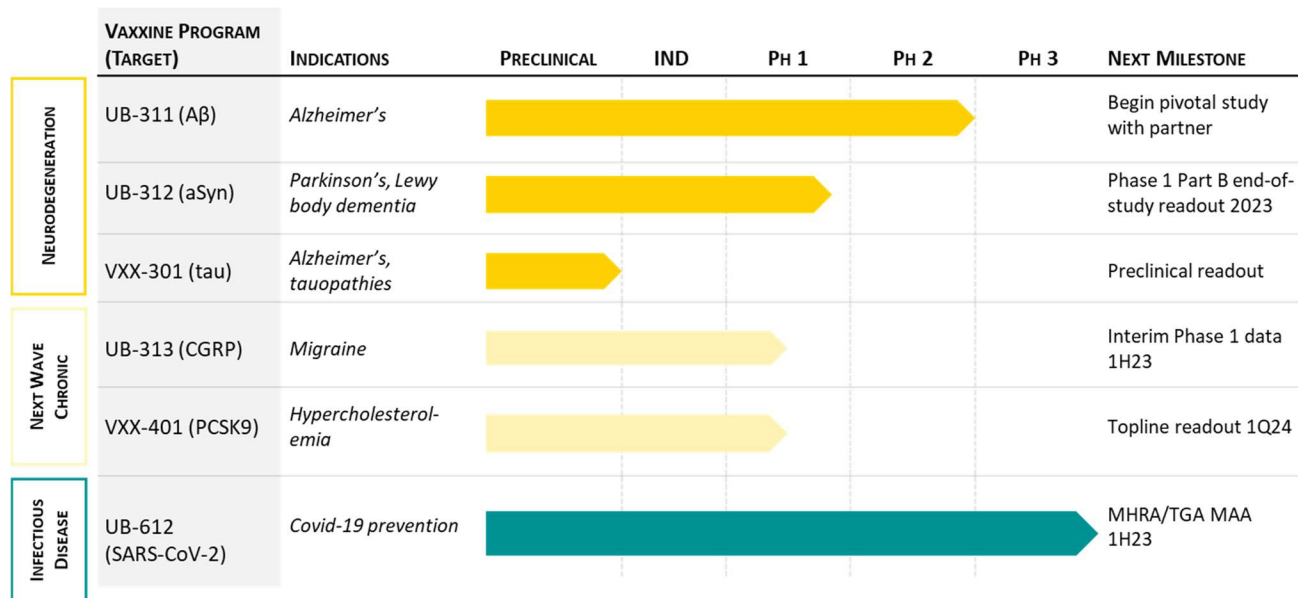 VAXXINE PROGRAM
(TARGET)
INDICATIONS
PRECLINICAL
IND
PH 1
PH 2
PH 3
NEXT MILESTONE
NEURODEGENERATION
UB-311 (Aβ)
Alzheimer's
Begin pivotal study
with partner
UB-312 (aSyn)
Parkinson's, Lewy
body dementia
Phase 1 Part B end-of-
study readout 2023
VXX-301 (tau)
Alzheimer's,
tauopathies
Preclinical readout
NEXT WAVE
CHRONIC
UB-313 (CGRP)
Migraine
Interim Phase 1 data
1H23
VXX-401 (PCSK9)
Hypercholesterol-
emia
Topline readout 1Q24
INFECTIOUS
DISEASE
UB-612
(SARS-CoV-2)
Covid-19 prevention
MHRA/TGA MAA
1H23